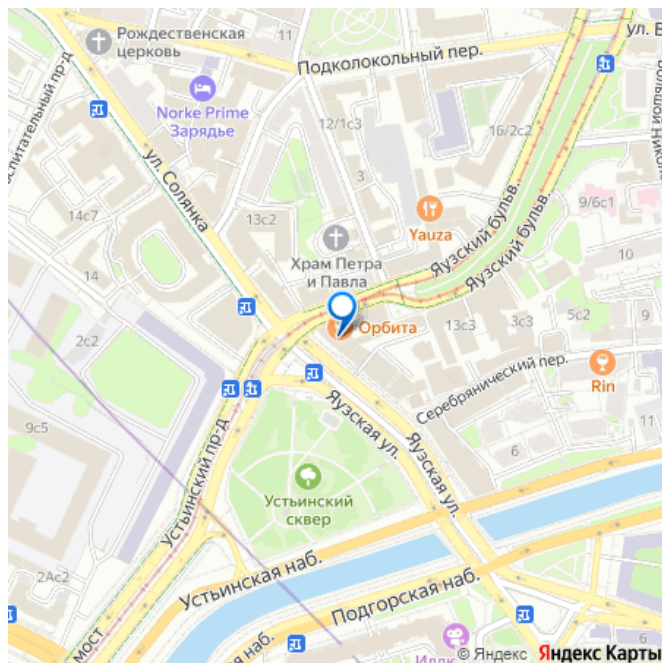 Рождественская
церковь
11
Подколокольный пер.
ул. В
Norke Prime
Зарядье
12/1с3
16/2с2
ул. Солянка
3
9/6с1
14с7
13с2
Yauza
Храм Петра
и Павла
Яузский бульв.
Яузский бульв.
10
14
Орбита
13с3
3с3
5с2
9
2с2
Серебрянический пер.
Rin
Яузская ул.
Яузская ул.
11
9с5
6
Устьинский пр-д
Устьинский
сквер
2Ас2
Устьинская наб.
Подгорская наб.
мост
наб.
6
© Яндекс Яндекс Карты